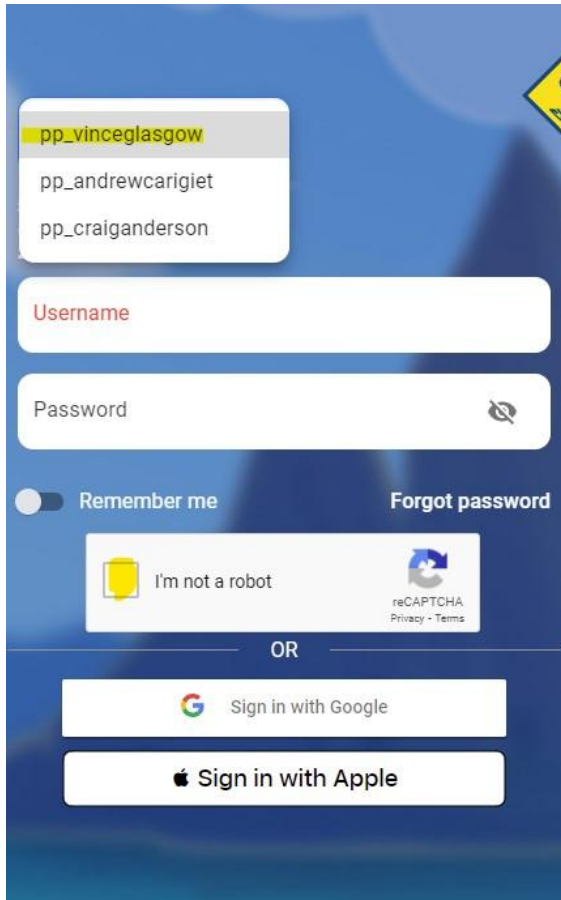 pp_vinceglasgow
pp_andrewcarigiet
pp_craiganderson
Username
Password
Remember me Forgot password
I'm not a robot
reCAPTCHA
Privacy - Terms
OR
Sign in with Google
Sign in with Apple